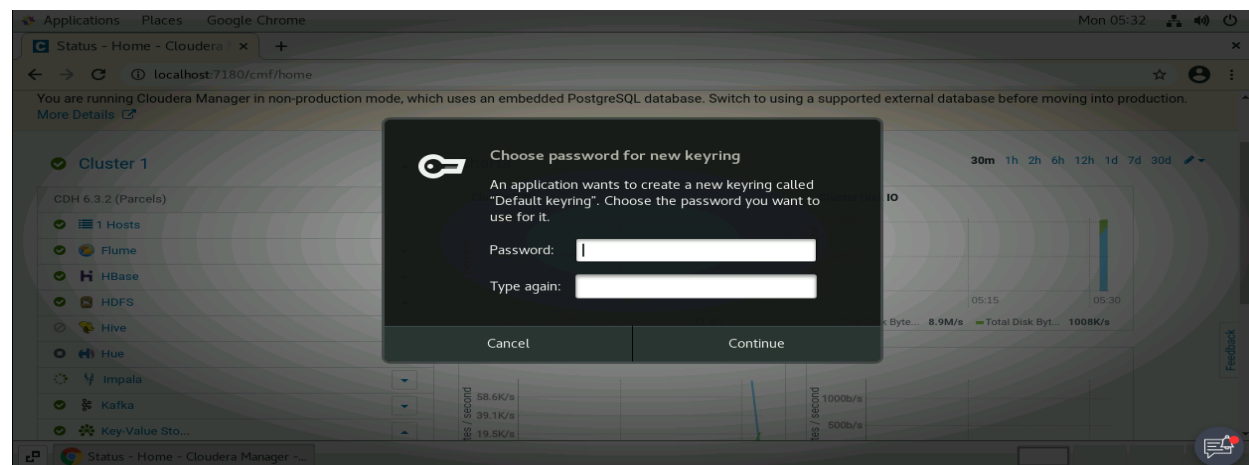 Applications Places Google Chrome Mon 05:32
Status - Home - Cloudera
localhost:7180/cmf/home
You are running Cloudera Manager in non-production mode, which uses an embedded PostgreSQL database. Switch to using a supported external database before moving into production.
More Details
Cluster 1
30m 1h 2h 6h 12h 1d 7d 30d
CDH 6.3.2 (Parcels)
1 Hosts
Flume
HBase
HDFS
Hive
Hue
Impala
Kafka
Key-Value Sto...
Choose password for new keyring
An application wants to create a new keyring called
"Default keyring". Choose the password you want to
use for it.
Password:
Type again:
Cancel Continue
IO
05:15 05:30
Byte... 8.9M/s Total Disk Byt... 1008K/s
Feedback
/ second
58.6K/s
39.1K/s
19.5K/s
/ second
1000b/s
500b/s
Status - Home - Cloudera Manager -...